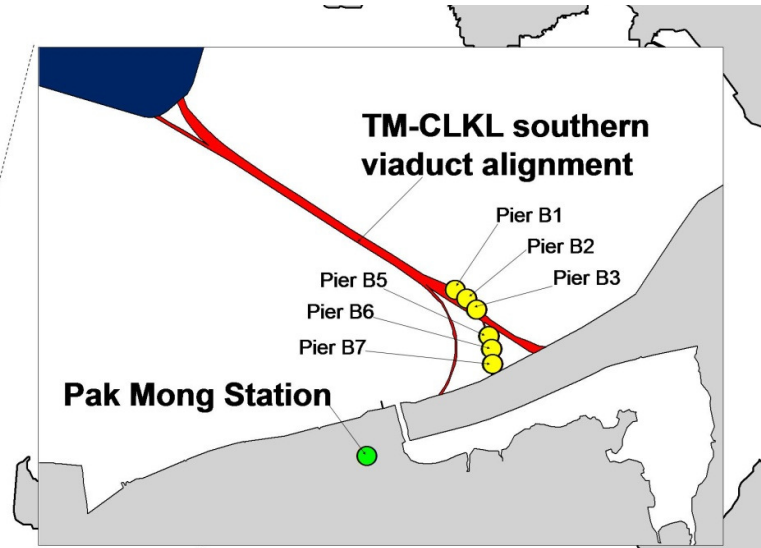 TM-CLKL southern
viaduct alignment
Pier B1
Pier B2
Pier B3
Pier B5
Pier B6
Pier B7
Pak Mong Station